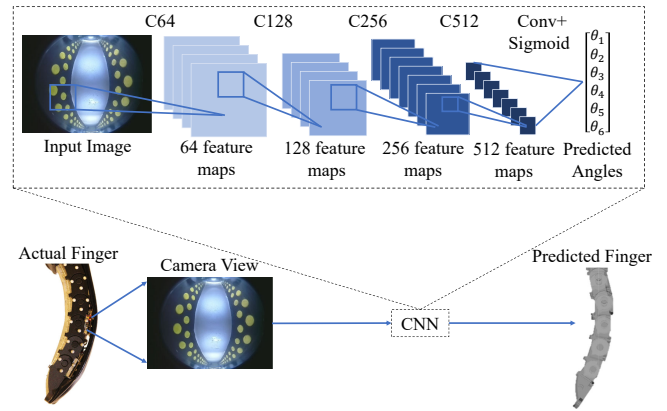 C64 C128 C256 C512 Conv+
Sigmoid
θ1
θ2
θ3
θ4
θ5
θ6
Input Image 64 feature 128 feature 256 feature 512 feature Predicted
maps maps maps maps Angles
Actual Finger Camera View Predicted Finger
CNN